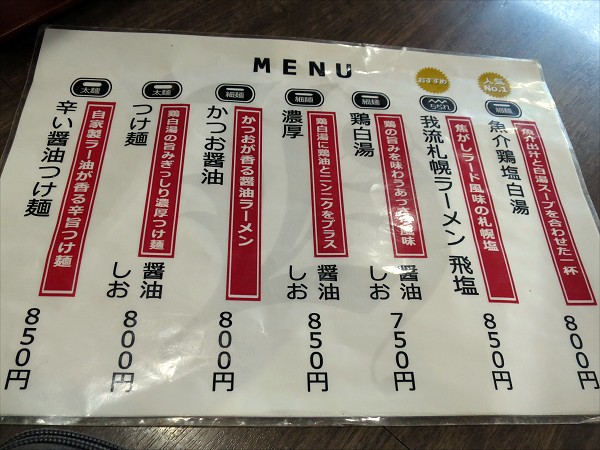 MENU
人気
No.1
細麺
魚介鶏塩白湯
魚介出汁と白湯スープを合わせた一杯
800円
おすすめ
ちぢれ
我流札幌ラーメン 飛塩
焦がしラード風味の札幌塩
850円
細麺
鶏白湯
鶏の旨みを味わうあっ
風味
醤油
しお
750円
細麺
濃厚
鶏白湯に鶏油とニンニクをプラス
醤油
しお
850円
細麺
かつお醤油
かつおが香る醤油ラーメン
800円
太麺
つけ麺
鶏白湯の旨みぎっしり濃厚つけ麺
醤油
しお
800円
太麺
辛い醤油つけ麺
自家製ラー油が香る辛旨つけ麺
850円